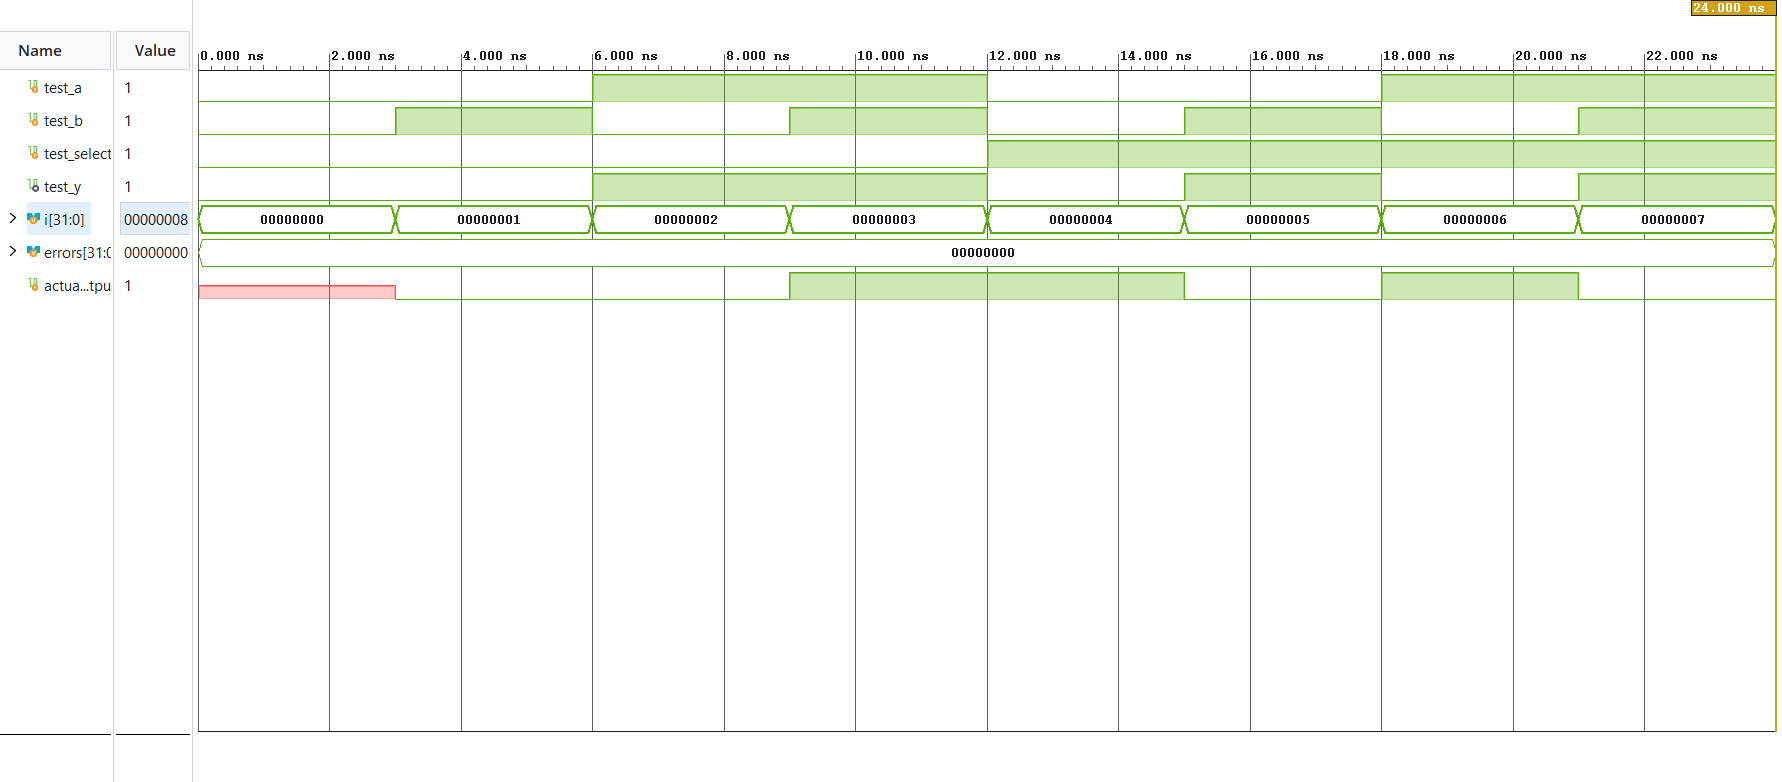 24.000 ns
Name Value
0.000 ns 2.000 ns 4.000 ns 6.000 ns 8.000 ns 10.000 ns 12.000 ns 14.000 ns 16.000 ns 18.000 ns 20.000 ns 22.000 ns
test_a 1
test_b 1
test_select 1
test_y 1
i[31:0] 00000008 00000000 00000001 00000002 00000003 00000004 00000005 00000006 00000007
errors[31:0 00000000 00000000
actua...tpu 1